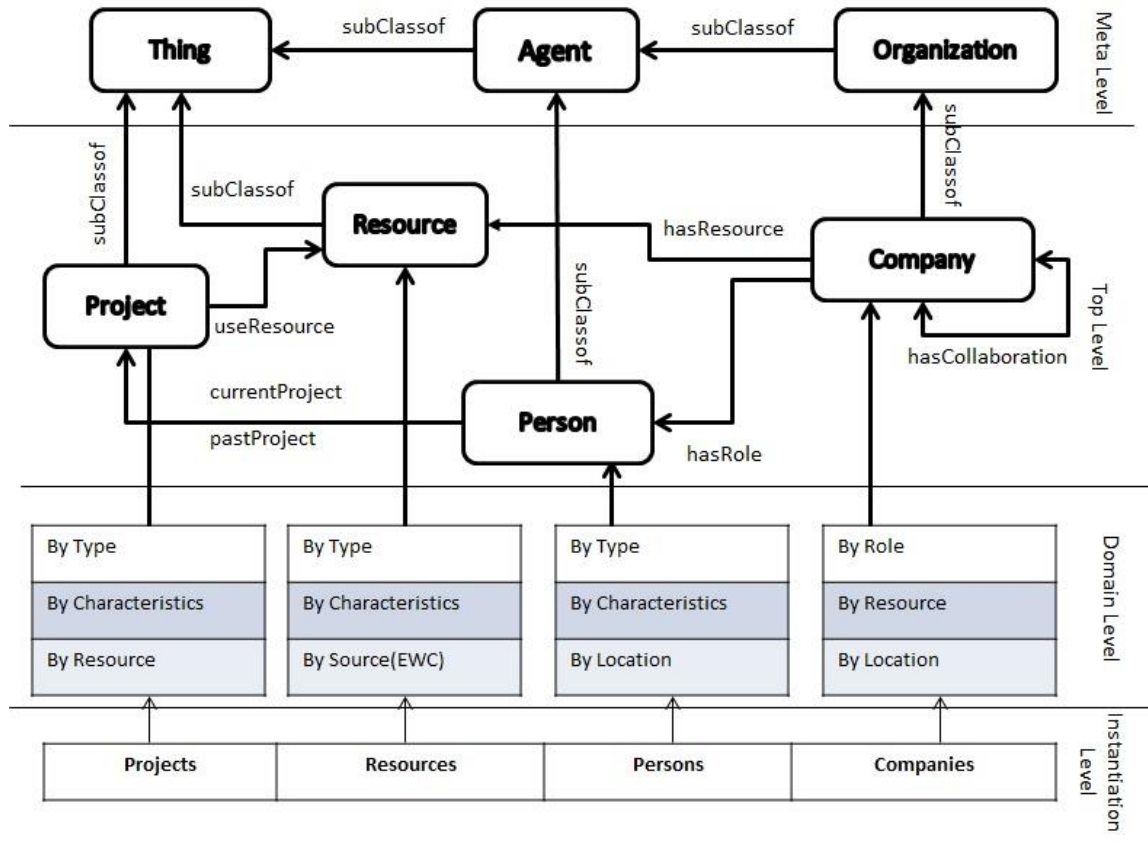 subClassof
subClassof
Thing
Agent
Organization
Meta Level
subClassof
subClassof
subClassof
Resource
hasResource
Company
Project
useResource
subClassof
Top Level
hasCollaboration
currentProject
Person
pastProject
hasRole
By Type
By Type
By Type
By Role
By Characteristics
By Characteristics
By Characteristics
By Resource
By Resource
By Source(EWC)
By Location
By Location
Domain Level
Projects
Resources
Persons
Companies
Instantiation
Level